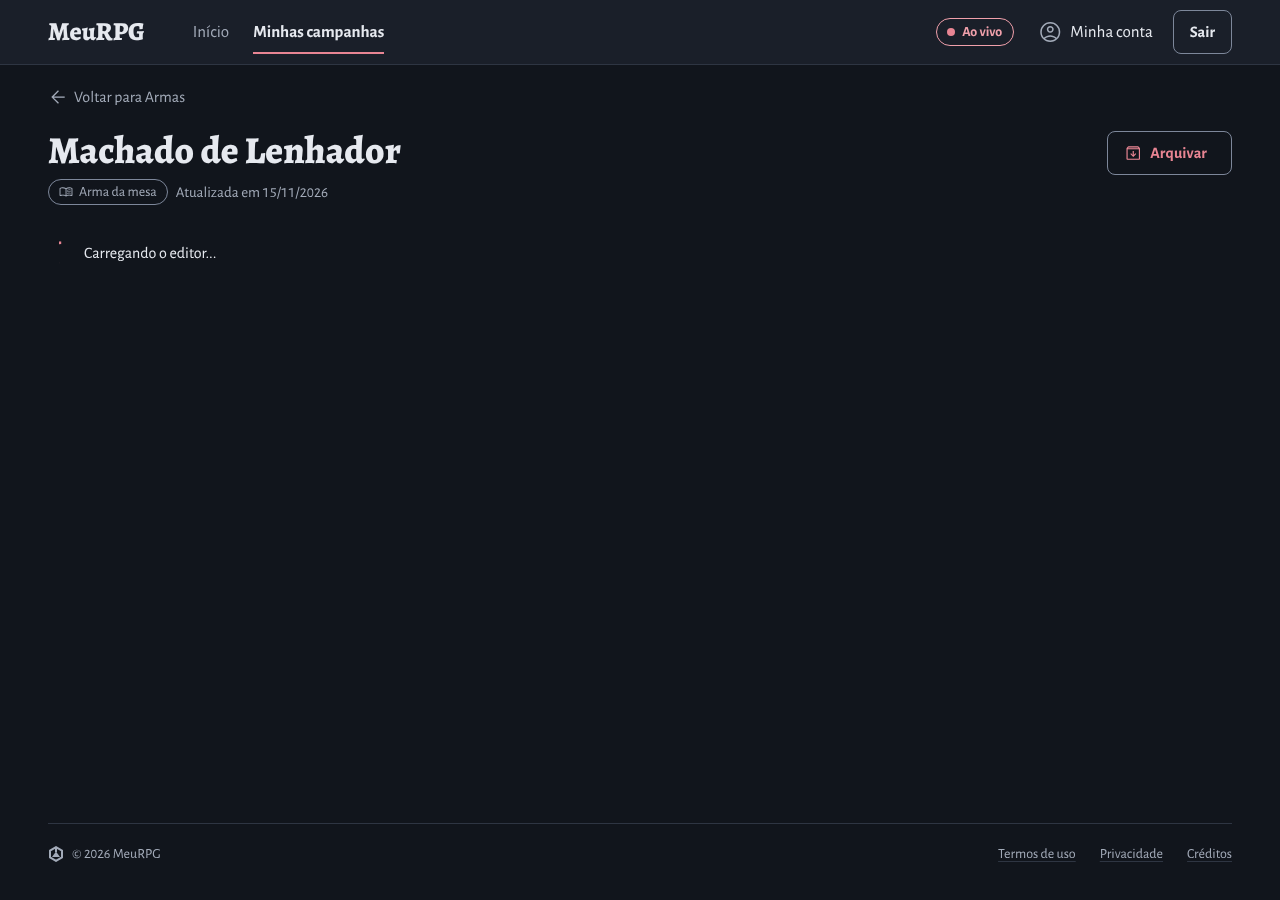 MeuRPG Início Minhas campanhas Ao vivo Minha conta Sair
Voltar para Armas
Machado de Lenhador Arquivar
Arma da mesa Atualizada em 15/11/2026
Carregando o editor...
© 2026 MeuRPG Termos de uso Privacidade Créditos